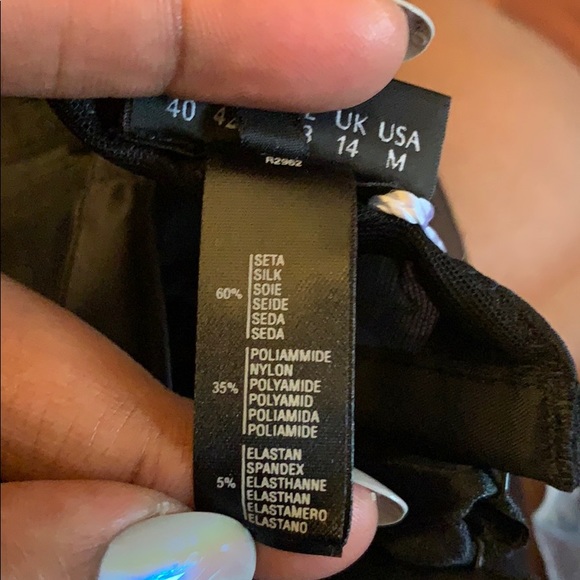 UK USA
40 42 14 M
R2962
60%
SETA
SILK
SOIE
SEIDE
SEDA
SEDA
35%
POLIAMMIDE
NYLON
POLYAMIDE
POLYAMID
POLIAMIDA
POLIAMIDE
5%
ELASTAN
SPANDEX
ELASTHANNE
ELASTHAN
ELASTAMERO
ELASTANO